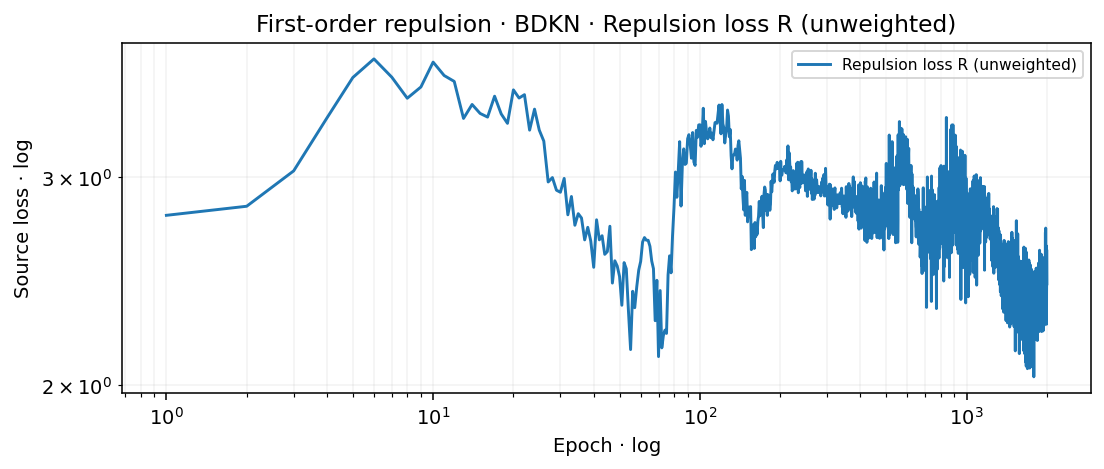 First-order repulsion · BDKN · Repulsion loss R (unweighted)
Repulsion loss R (unweighted)
Source loss · log
3 × 10⁰
2 × 10⁰
10⁰ 10¹ 10² 10³
Epoch · log